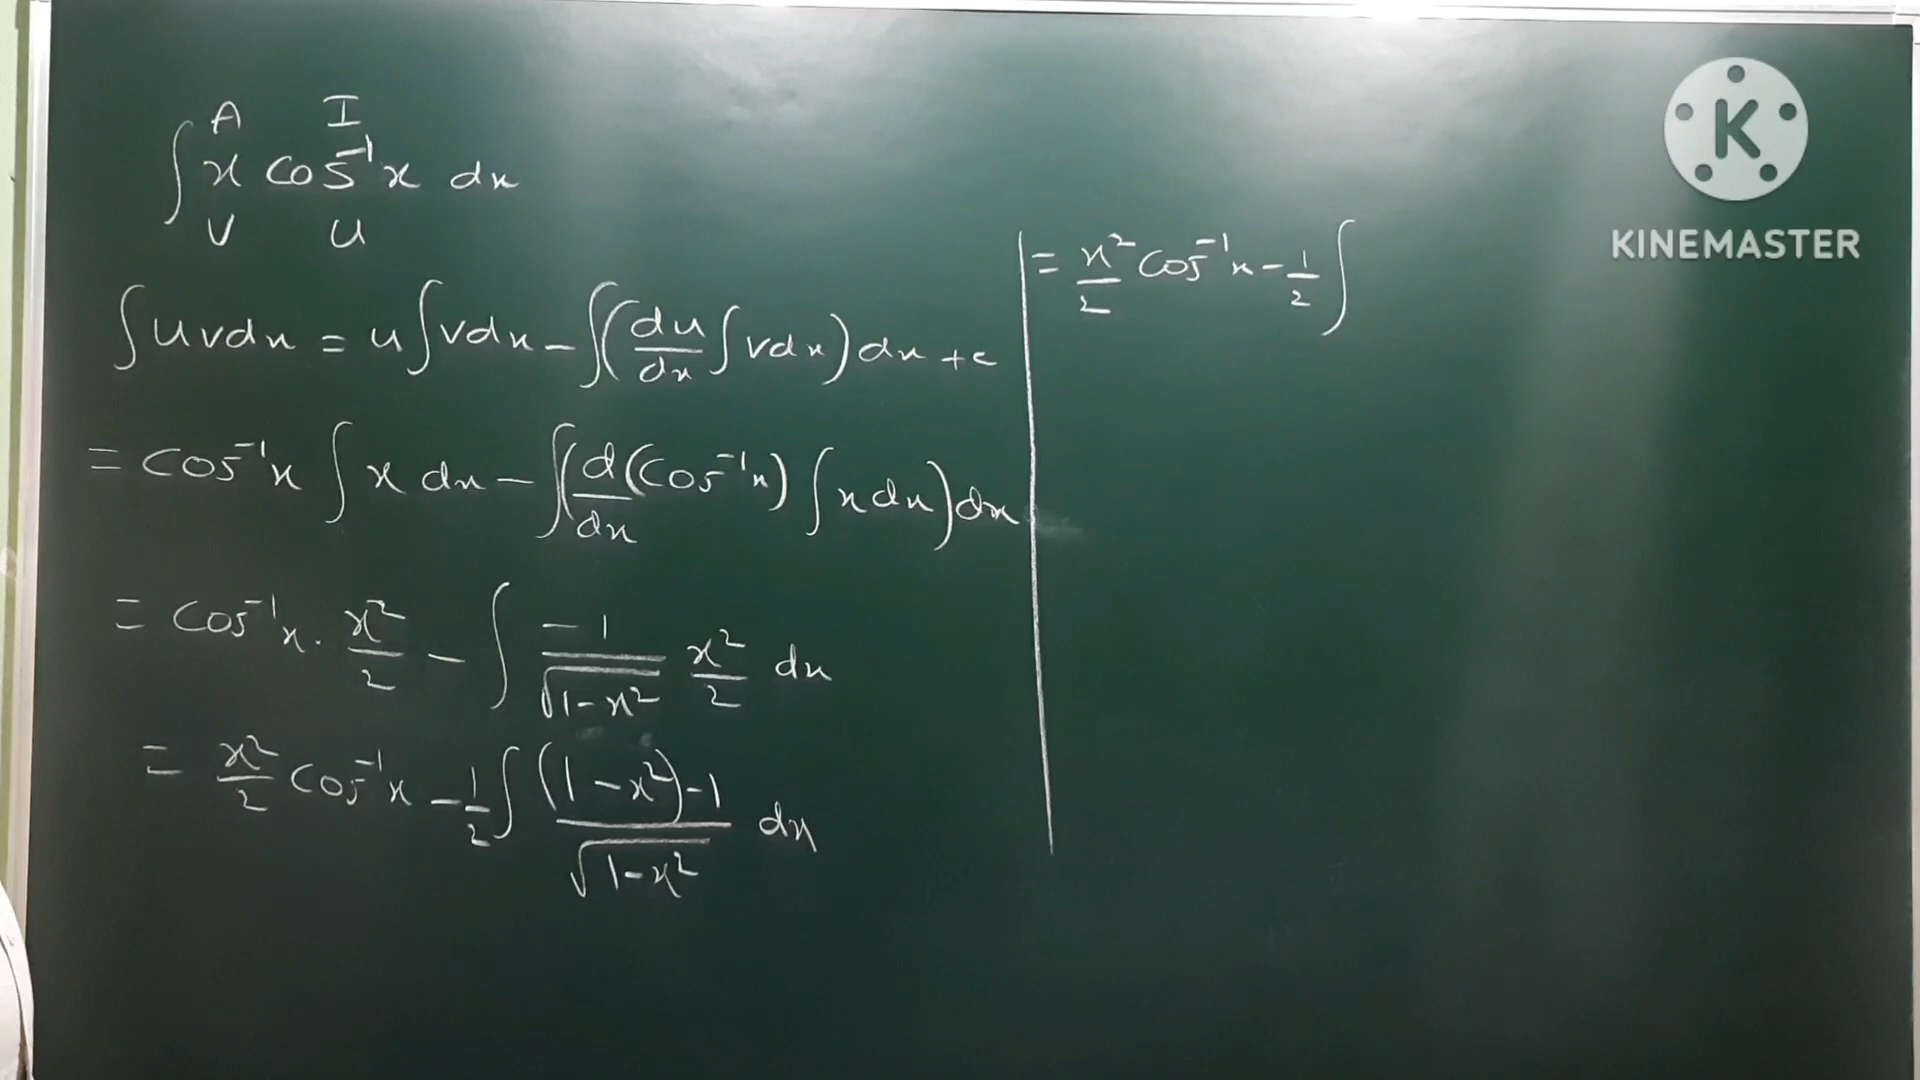 A I
∫ x cos⁻¹x dx
V U
∫ u v dx = u ∫ v dx - ∫ (du/dx ∫ v dx) dx + c
= cos⁻¹x ∫ x dx - ∫ (d/dx (cos⁻¹x) ∫ x dx) dx
= cos⁻¹x · x²/2 - ∫ -1/√(1-x²) x²/2 dx
= x²/2 cos⁻¹x - 1/2 ∫ ((1-x²)-1)/√(1-x²) dx
= x²/2 cos⁻¹x - 1/2 ∫
K
KINEMASTER